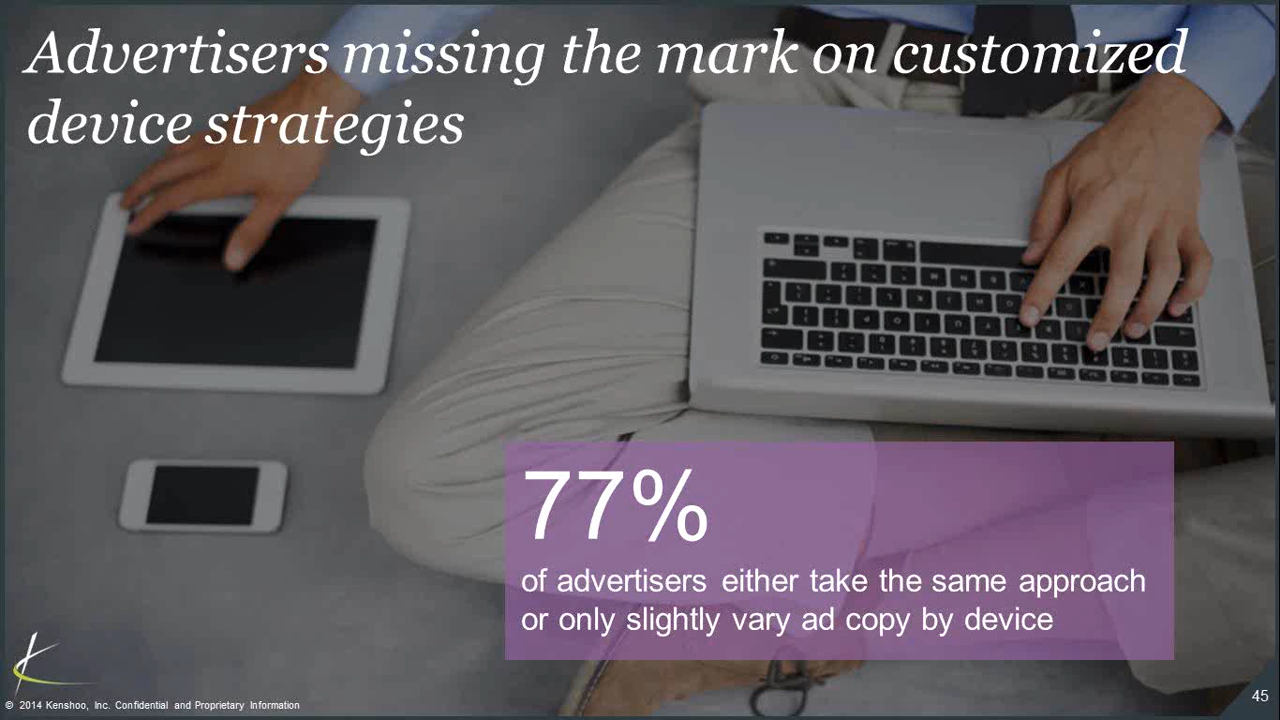 Advertisers missing the mark on customized
device strategies
77%
of advertisers either take the same approach
or only slightly vary ad copy by device
© 2014 Kenshoo, Inc. Confidential and Proprietary Information
45